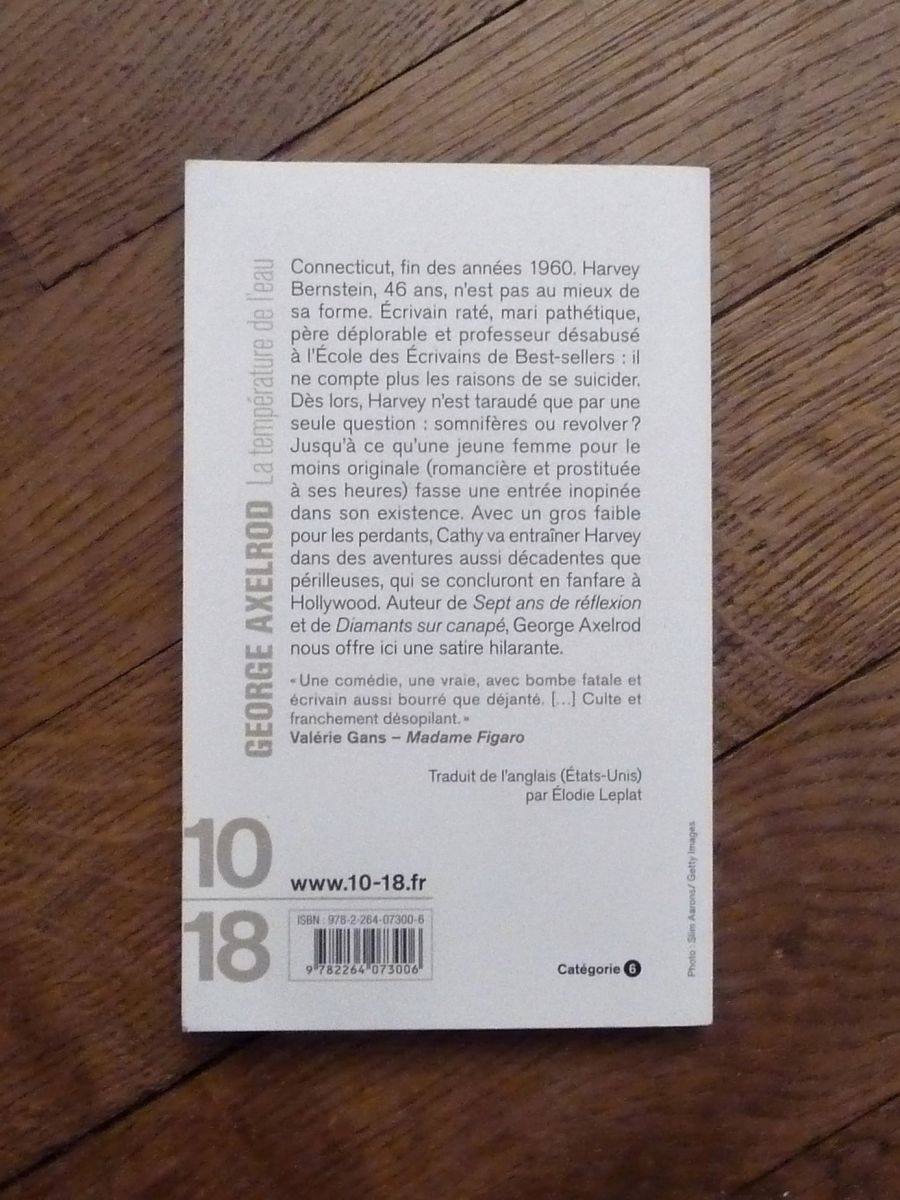 GEORGE AXELROD La température de l'eau
Connecticut, fin des années 1960. Harvey
Bernstein, 46 ans, n'est pas au mieux de
sa forme. Écrivain raté, mari pathétique,
père déplorable et professeur désabusé
à l'École des Écrivains de Best-sellers : il
ne compte plus les raisons de se suicider.
Dès lors, Harvey n'est taraudé que par une
seule question : somnifères ou revolver ?
Jusqu'à ce qu'une jeune femme pour le
moins originale (romancière et prostituée
à ses heures) fasse une entrée inopinée
dans son existence. Avec un gros faible
pour les perdants, Cathy va entraîner Harvey
dans des aventures aussi décadentes que
périlleuses, qui se concluront en fanfare à
Hollywood. Auteur de Sept ans de réflexion
et de Diamants sur canapé, George Axelrod
nous offre ici une satire hilarante.
« Une comédie, une vraie, avec bombe fatale et
écrivain aussi bourré que déjanté. [...] Culte et
franchement désopilant. »
Valérie Gans – Madame Figaro
Traduit de l'anglais (États-Unis)
par Élodie Leplat
10
18
www.10-18.fr
ISBN : 978-2-264-07300-6
9 782264 073006
Catégorie 6
Photo : Slim Aarons/ Getty Images